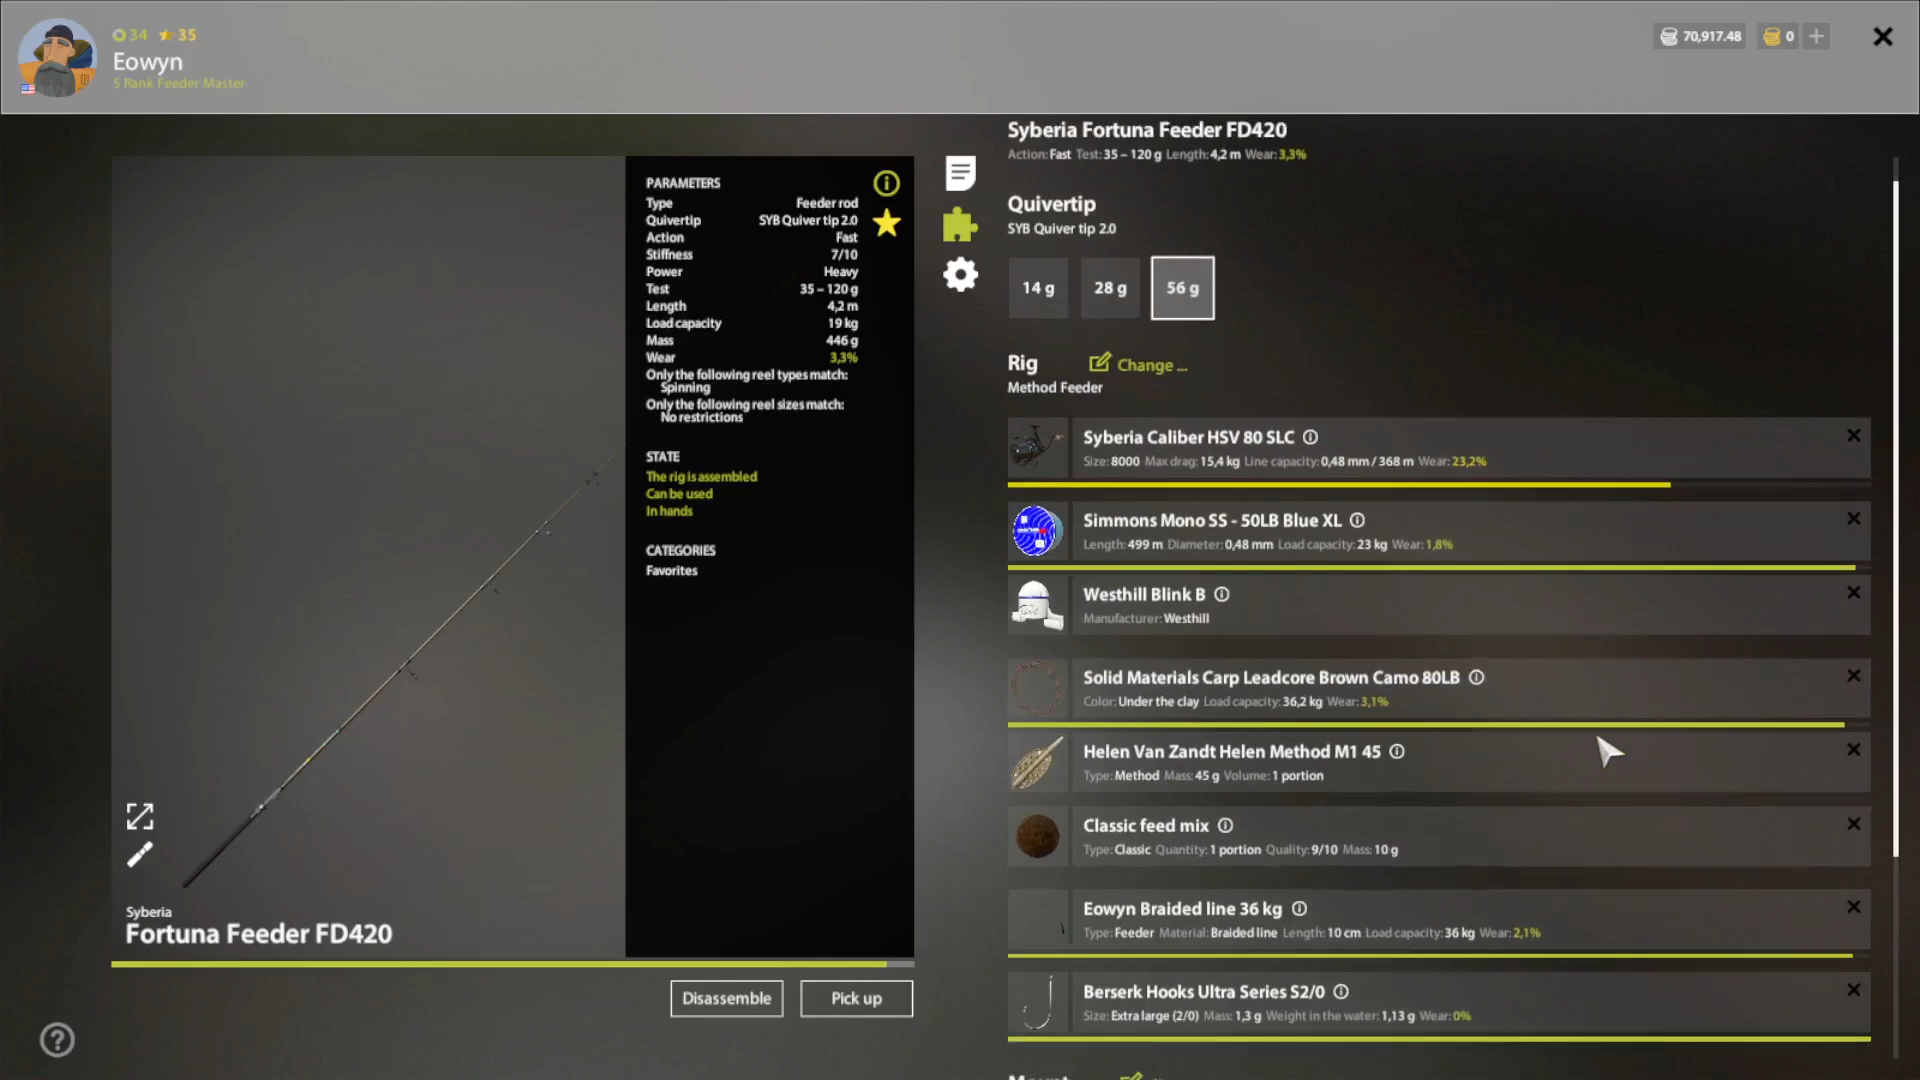 34 35
Eowyn
S Rank Feeder Master
70,917.48 0
PARAMETERS
Type Feeder rod
Quivertip SYB Quiver tip 2.0
Action Fast
Stiffness 7/10
Power Heavy
Test 35 – 120 g
Length 4,2 m
Load capacity 19 kg
Mass 446 g
Wear 3,3%
Only the following reel types match:
Spinning
Only the following reel sizes match:
No restrictions
STATE
The rig is assembled
Can be used
In hands
CATEGORIES
Favorites
Syberia
Fortuna Feeder FD420
Disassemble
Pick up
Syberia Fortuna Feeder FD420
Action: Fast Test: 35 – 120 g Length: 4,2 m Wear: 3,3%
Quivertip
SYB Quiver tip 2.0
14 g
28 g
56 g
Rig Change ...
Method Feeder
Syberia Caliber HSV 80 SLC
Size: 8000 Max drag: 15,4 kg Line capacity: 0,48 mm / 368 m Wear: 23,2%
Simmons Mono SS - 50LB Blue XL
Length: 499 m Diameter: 0,48 mm Load capacity: 23 kg Wear: 1,8%
Westhill Blink B
Manufacturer: Westhill
Solid Materials Carp Leadcore Brown Camo 80LB
Color: Under the clay Load capacity: 36,2 kg Wear: 3,1%
Helen Van Zandt Helen Method M1 45
Type: Method Mass: 45 g Volume: 1 portion
Classic feed mix
Type: Classic Quantity: 1 portion Quality: 9/10 Mass: 10 g
Eowyn Braided line 36 kg
Type: Feeder Material: Braided line Length: 10 cm Load capacity: 36 kg Wear: 2,1%
Berserk Hooks Ultra Series S2/0
Size: Extra large (2/0) Mass: 1,3 g Weight in the water: 1,13 g Wear: 0%